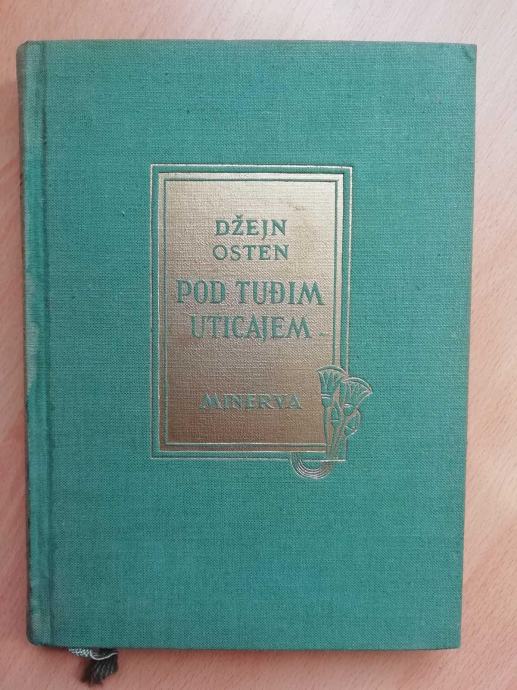 DŽEJN
OSTEN
POD TUĐIM
UTICAJEM
MINERVA